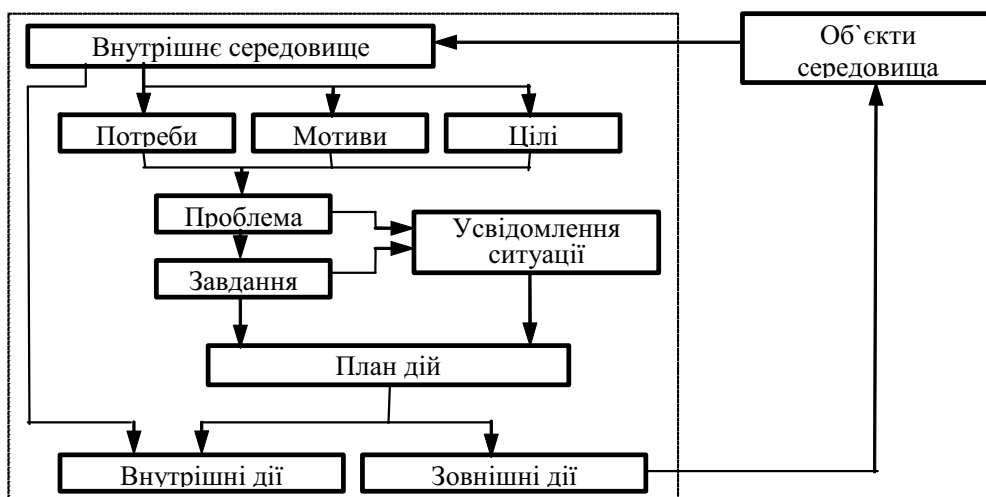 Внутрішнє середовище
Об`єкти
середовища
Потреби
Мотиви
Цілі
Проблема
Усвідомлення
ситуації
Завдання
План дій
Внутрішні дії
Зовнішні дії